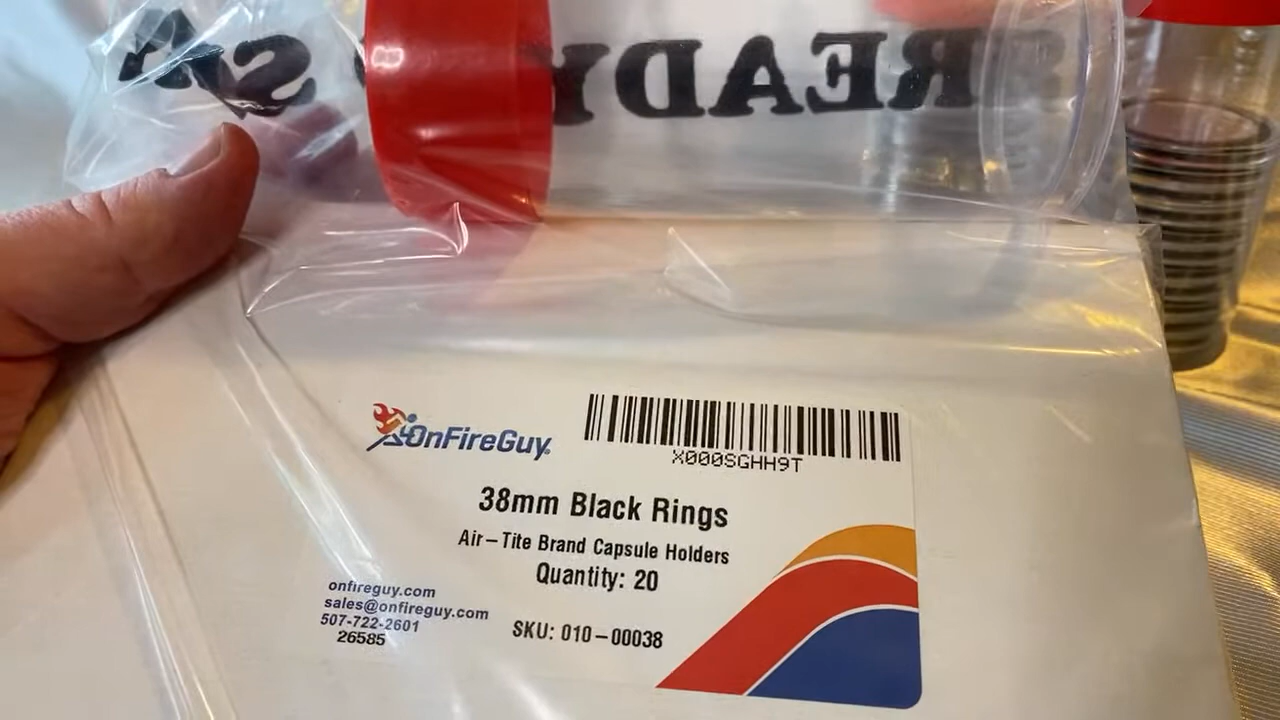 READY
OnFireGuy
X000SGHH9T
38mm Black Rings
Air-Tite Brand Capsule Holders
Quantity: 20
onfireguy.com
sales@onfireguy.com
507-722-2601
26585
SKU: 010-00038